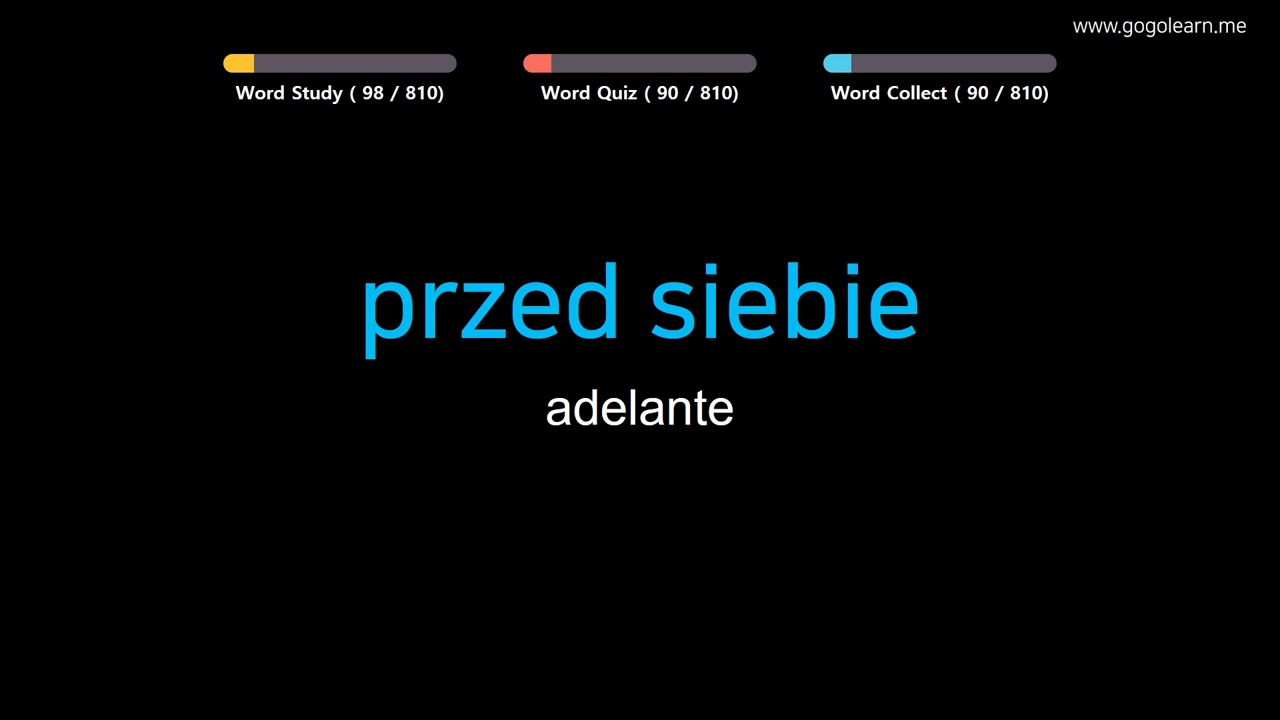 www.gogolearn.me
Word Study ( 98 / 810)
Word Quiz ( 90 / 810)
Word Collect ( 90 / 810)
przed siebie
adelante